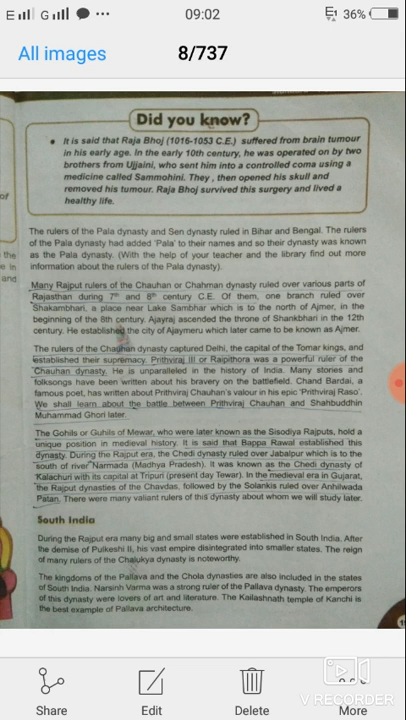 E G ... 09:02 36%
All images 8/737
Did you know?
• It is said that Raja Bhoj (1016-1053 C.E.) suffered from brain tumour
in his early age. In the early 10th century, he was operated on by two
brothers from Ujjaini, who sent him into a controlled coma using a
medicine called Sammohini. They , then opened his skull and
removed his tumour. Raja Bhoj survived this surgery and lived a
healthy life.
of
the
e in
and
The rulers of the Pala dynasty and Sen dynasty ruled in Bihar and Bengal. The rulers
of the Pala dynasty had added 'Pala' to their names and so their dynasty was known
as the Pala dynasty. (With the help of your teacher and the library find out more
information about the rulers of the Pala dynasty).
Many Rajput rulers of the Chauhan or Chahman dynasty ruled over various parts of
Rajasthan during 7th and 8th century C.E. Of them, one branch ruled over
Shakambhari, a place near Lake Sambhar which is to the north of Ajmer, in the
beginning of the 8th century Ajayraj ascended the throne of Shankbhari in the 12th
century. He established the city of Ajaymeru which later came to be known as Ajmer.
The rulers of the Chauhan dynasty captured Delhi, the capital of the Tomar kings, and
established their supremacy. Prithviraj III or Raipithora was a powerful ruler of the
Chauhan dynasty. He is unparalleled in the history of India. Many stories and
folksongs have been written about his bravery on the battlefield. Chand Bardai, a
famous poet, has written about Prithviraj Chauhan's valour in his epic 'Prithviraj Raso'.
We shall learn about the battle between Prithviraj Chauhan and Shahbuddhin
Muhammad Ghori later.
The Gohils or Guhils of Mewar, who were later known as the Sisodiya Rajputs, hold a
unique position in medieval history. It is said that Bappa Rawal established this
dynasty. During the Rajput era, the Chedi dynasty ruled over Jabalpur which is to the
south of river Narmada (Madhya Pradesh). It was known as the Chedi dynasty of
Kalachuri with its capital at Tripuri (present day Tewar). In the medieval era in Gujarat,
the Rajput dynasties of the Chavdas, followed by the Solankis ruled over Anhilwada
Patan. There were many valiant rulers of this dynasty about whom we will study later.
South India
During the Rajput era many big and small states were established in South India. After
the demise of Pulkeshi II, his vast empire disintegrated into smaller states. The reign
of many rulers of the Chalukya dynasty is noteworthy.
The kingdoms of the Pallava and the Chola dynasties are also included in the states
of South India. Narsinh Varma was a strong ruler of the Pallava dynasty. The emperors
of this dynasty were lovers of art and literature. The Kailashnath temple of Kanchi is
the best example of Pallava architecture.
Share Edit Delete More
V RECORDER